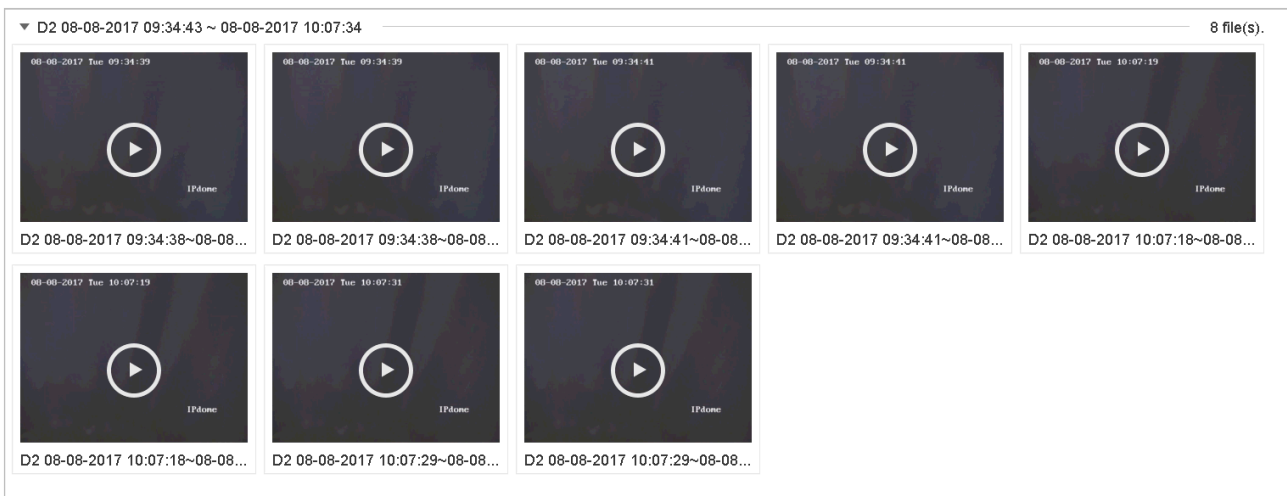 D2 08-08-2017 09:34:43 ~ 08-08-2017 10:07:34
8 file(s).
08-08-2017 Tue 09:34:39
IPdome
D2 08-08-2017 09:34:38~08-08...
08-08-2017 Tue 09:34:39
IPdome
D2 08-08-2017 09:34:38~08-08...
08-08-2017 Tue 09:34:41
IPdome
D2 08-08-2017 09:34:41~08-08...
08-08-2017 Tue 09:34:41
IPdome
D2 08-08-2017 09:34:41~08-08...
08-08-2017 Tue 10:07:19
IPdome
D2 08-08-2017 10:07:18~08-08...
08-08-2017 Tue 10:07:19
IPdome
D2 08-08-2017 10:07:18~08-08...
08-08-2017 Tue 10:07:31
IPdome
D2 08-08-2017 10:07:29~08-08...
08-08-2017 Tue 10:07:31
IPdome
D2 08-08-2017 10:07:29~08-08...